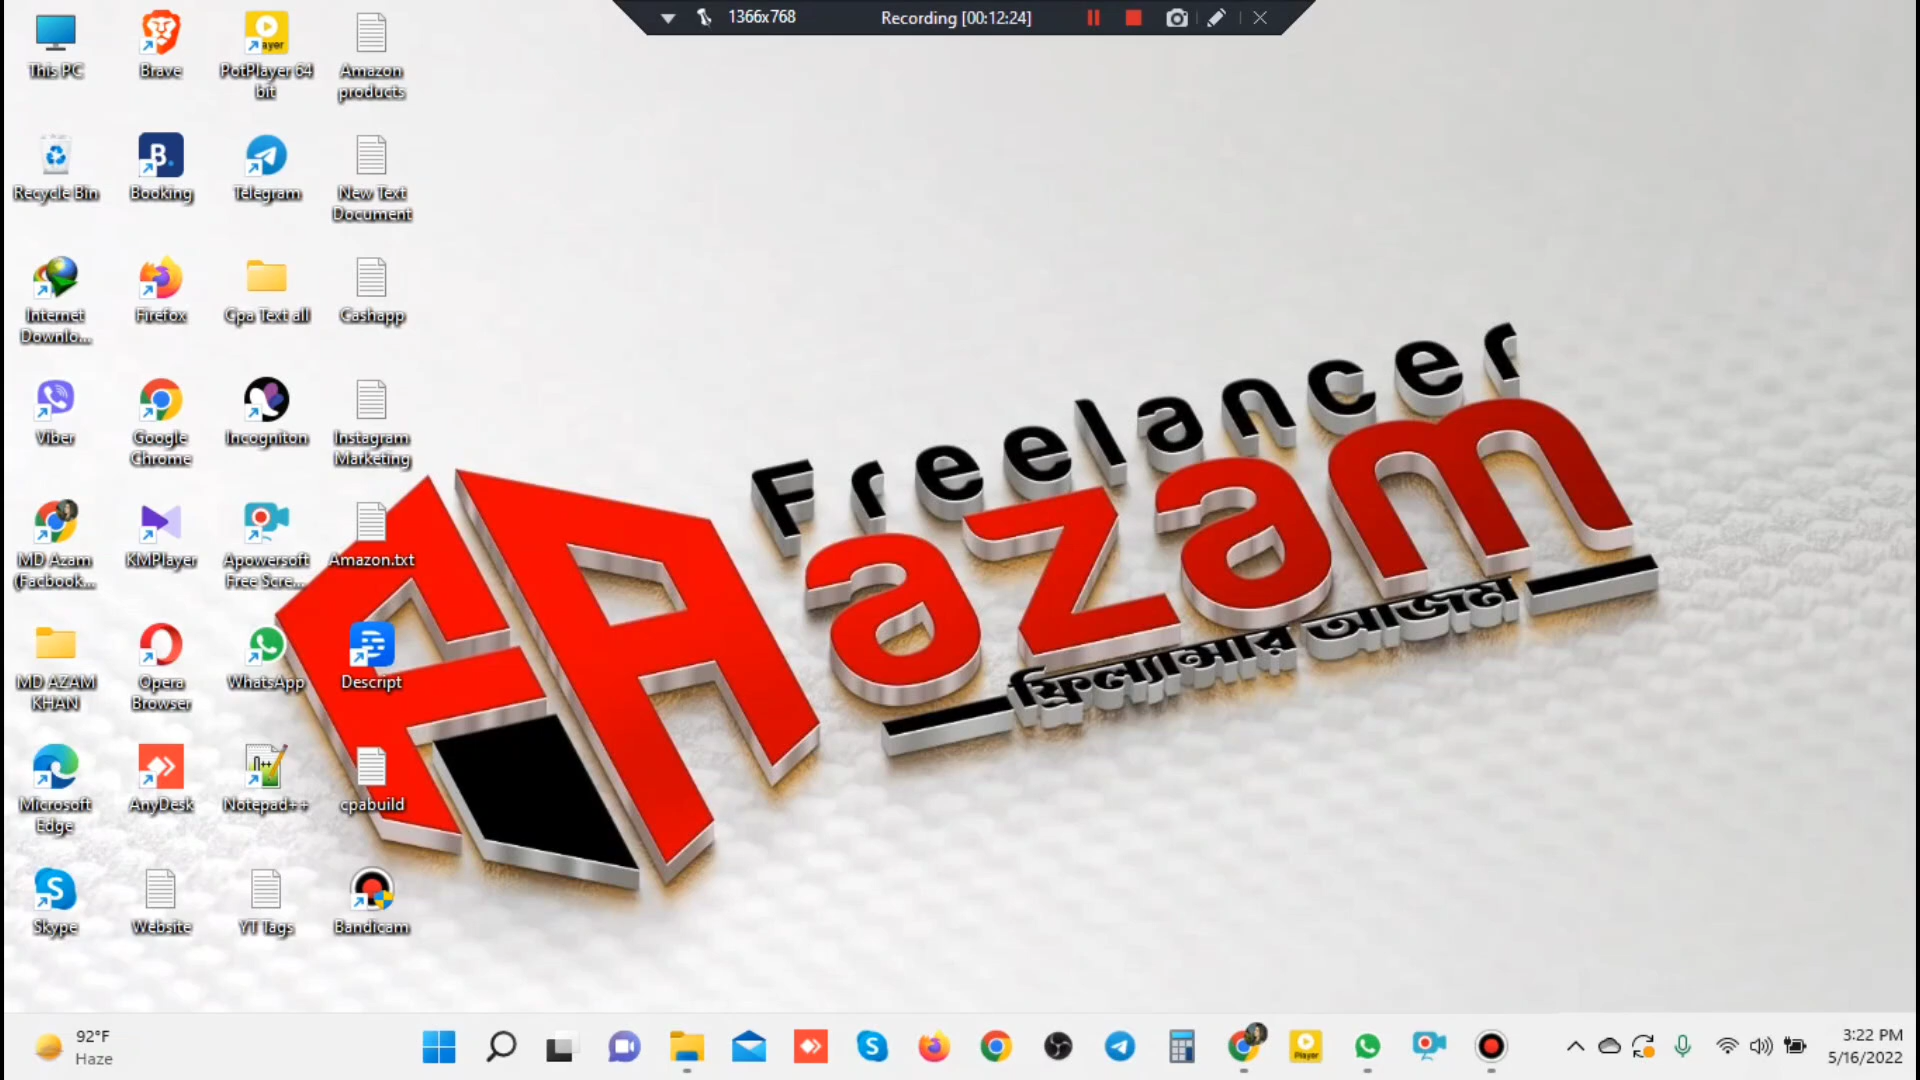 1366x768
Recording [00:12:24]
This PC
Brave
PotPlayer 64
bit
Amazon
products
Recycle Bin
Booking
Telegram
New Text
Document
Internet
Downlo...
Firefox
Cpa Text all
Cashapp
Viber
Google
Chrome
Incogniton
Instagram
Marketing
MD Azam
(Facbook...
KMPlayer
Apowersoft
Free Scre...
Amazon.txt
MD AZAM
KHAN
Opera
Browser
WhatsApp
Descript
Microsoft
Edge
AnyDesk
Notepad++
cpabuild
Skype
Website
YT Tags
Bandicam
Freelancer
azam
ফ্রিল্যান্সার আজম
92°F
Haze
3:22 PM
5/16/2022